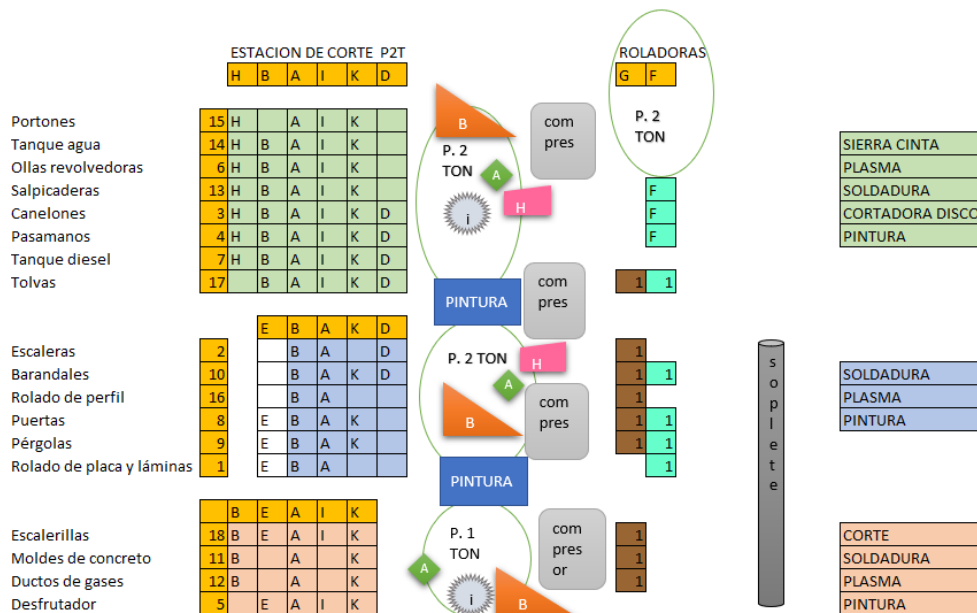 ESTACION DE CORTE P2T
ROLADORAS
H B A I K D
G F
B
com
pres
P. 2
TON
Portones 15 H A I K
Tanque agua 14 H B A I K
P. 2
TON
SIERRA CINTA
Ollas revolvedoras 6 H B A I K
A
PLASMA
Salpicaderas 13 H B A I K
F
SOLDADURA
H
Canelones 3 H B A I K D
i
F
CORTADORA DISCO
Pasamanos 4 H B A I K D
F
PINTURA
Tanque diesel 7 H B A I K D
com
pres
Tolvas 17 B A I K D
1 1
PINTURA
E B A K D
Escaleras 2 B A D
P. 2 TON
H
1
Barandales 10 B A K D
A
1 1
SOLDADURA
Rolado de perfil 16 B A
com
pres
1
PLASMA
Puertas 8 E B A K
B
1 1
PINTURA
Pérgolas 9 E B A K
1 1
Rolado de placa y láminas 1 E B A
1
soplete
PINTURA
B E A I K
Escalerillas 18 B E A I K
P. 1
TON
com
pres
or
1
CORTE
Moldes de concreto 11 B A K
A
1
SOLDADURA
Ductos de gases 12 B A K
1
PLASMA
Desfrutador 5 E A I K
i
B
PINTURA